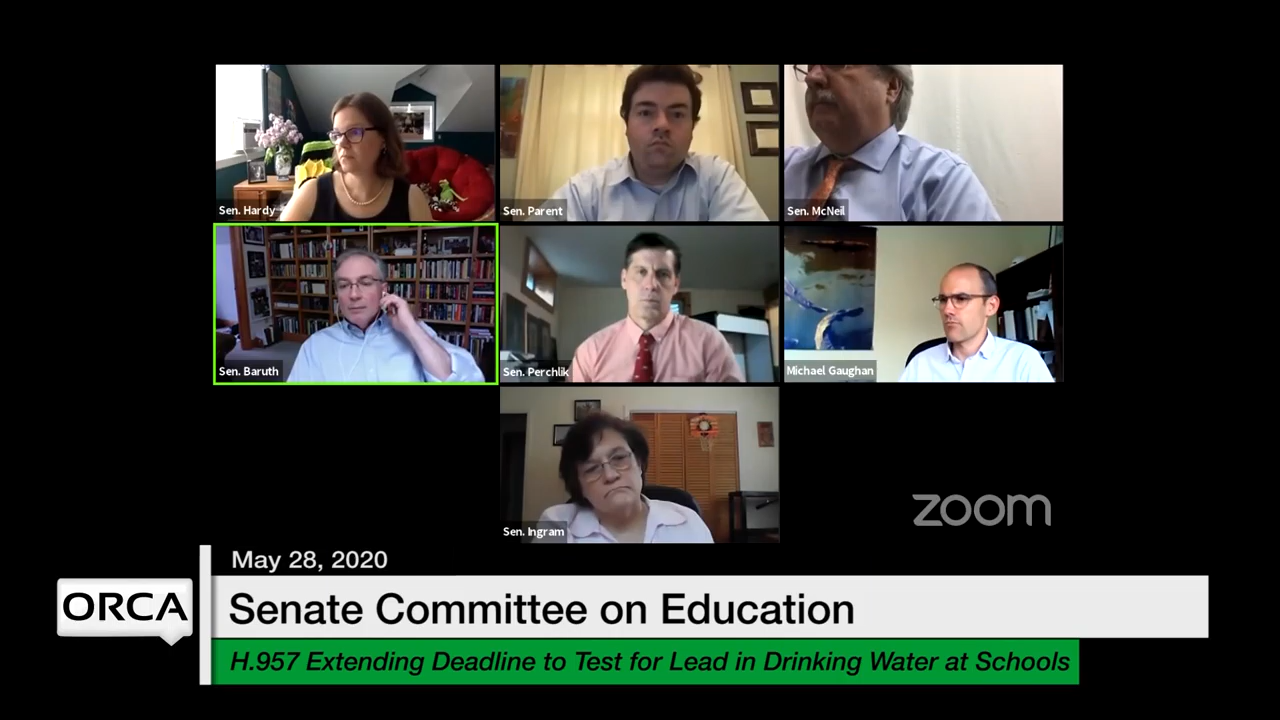 Sen. Hardy
Sen. Parent
Sen. McNeil
Sen. Baruth
Sen. Perchlik
Michael Gaughan
Sen. Ingram
zoom
May 28, 2020
ORCA
Senate Committee on Education
H.957 Extending Deadline to Test for Lead in Drinking Water at Schools